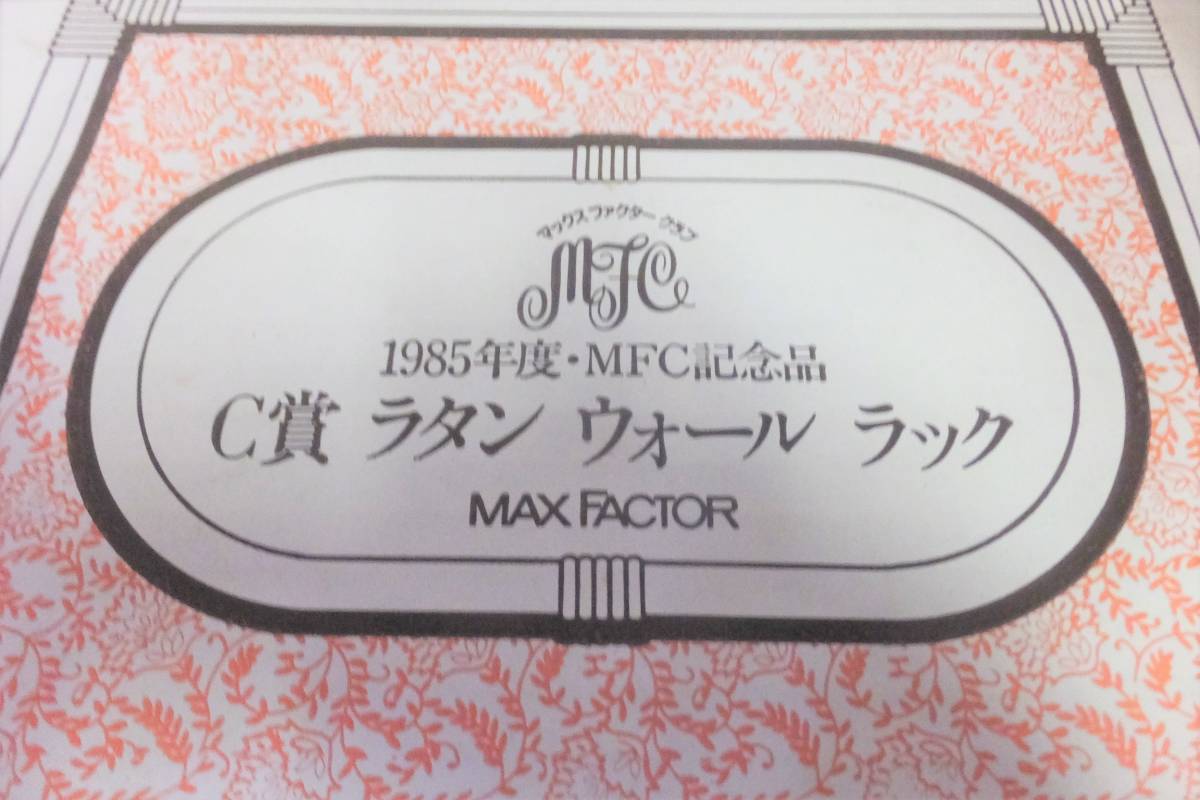 マックスファクター クラブ
MFC
1985年度・MFC記念品
C賞 ラタン ウォール ラック
MAX FACTOR